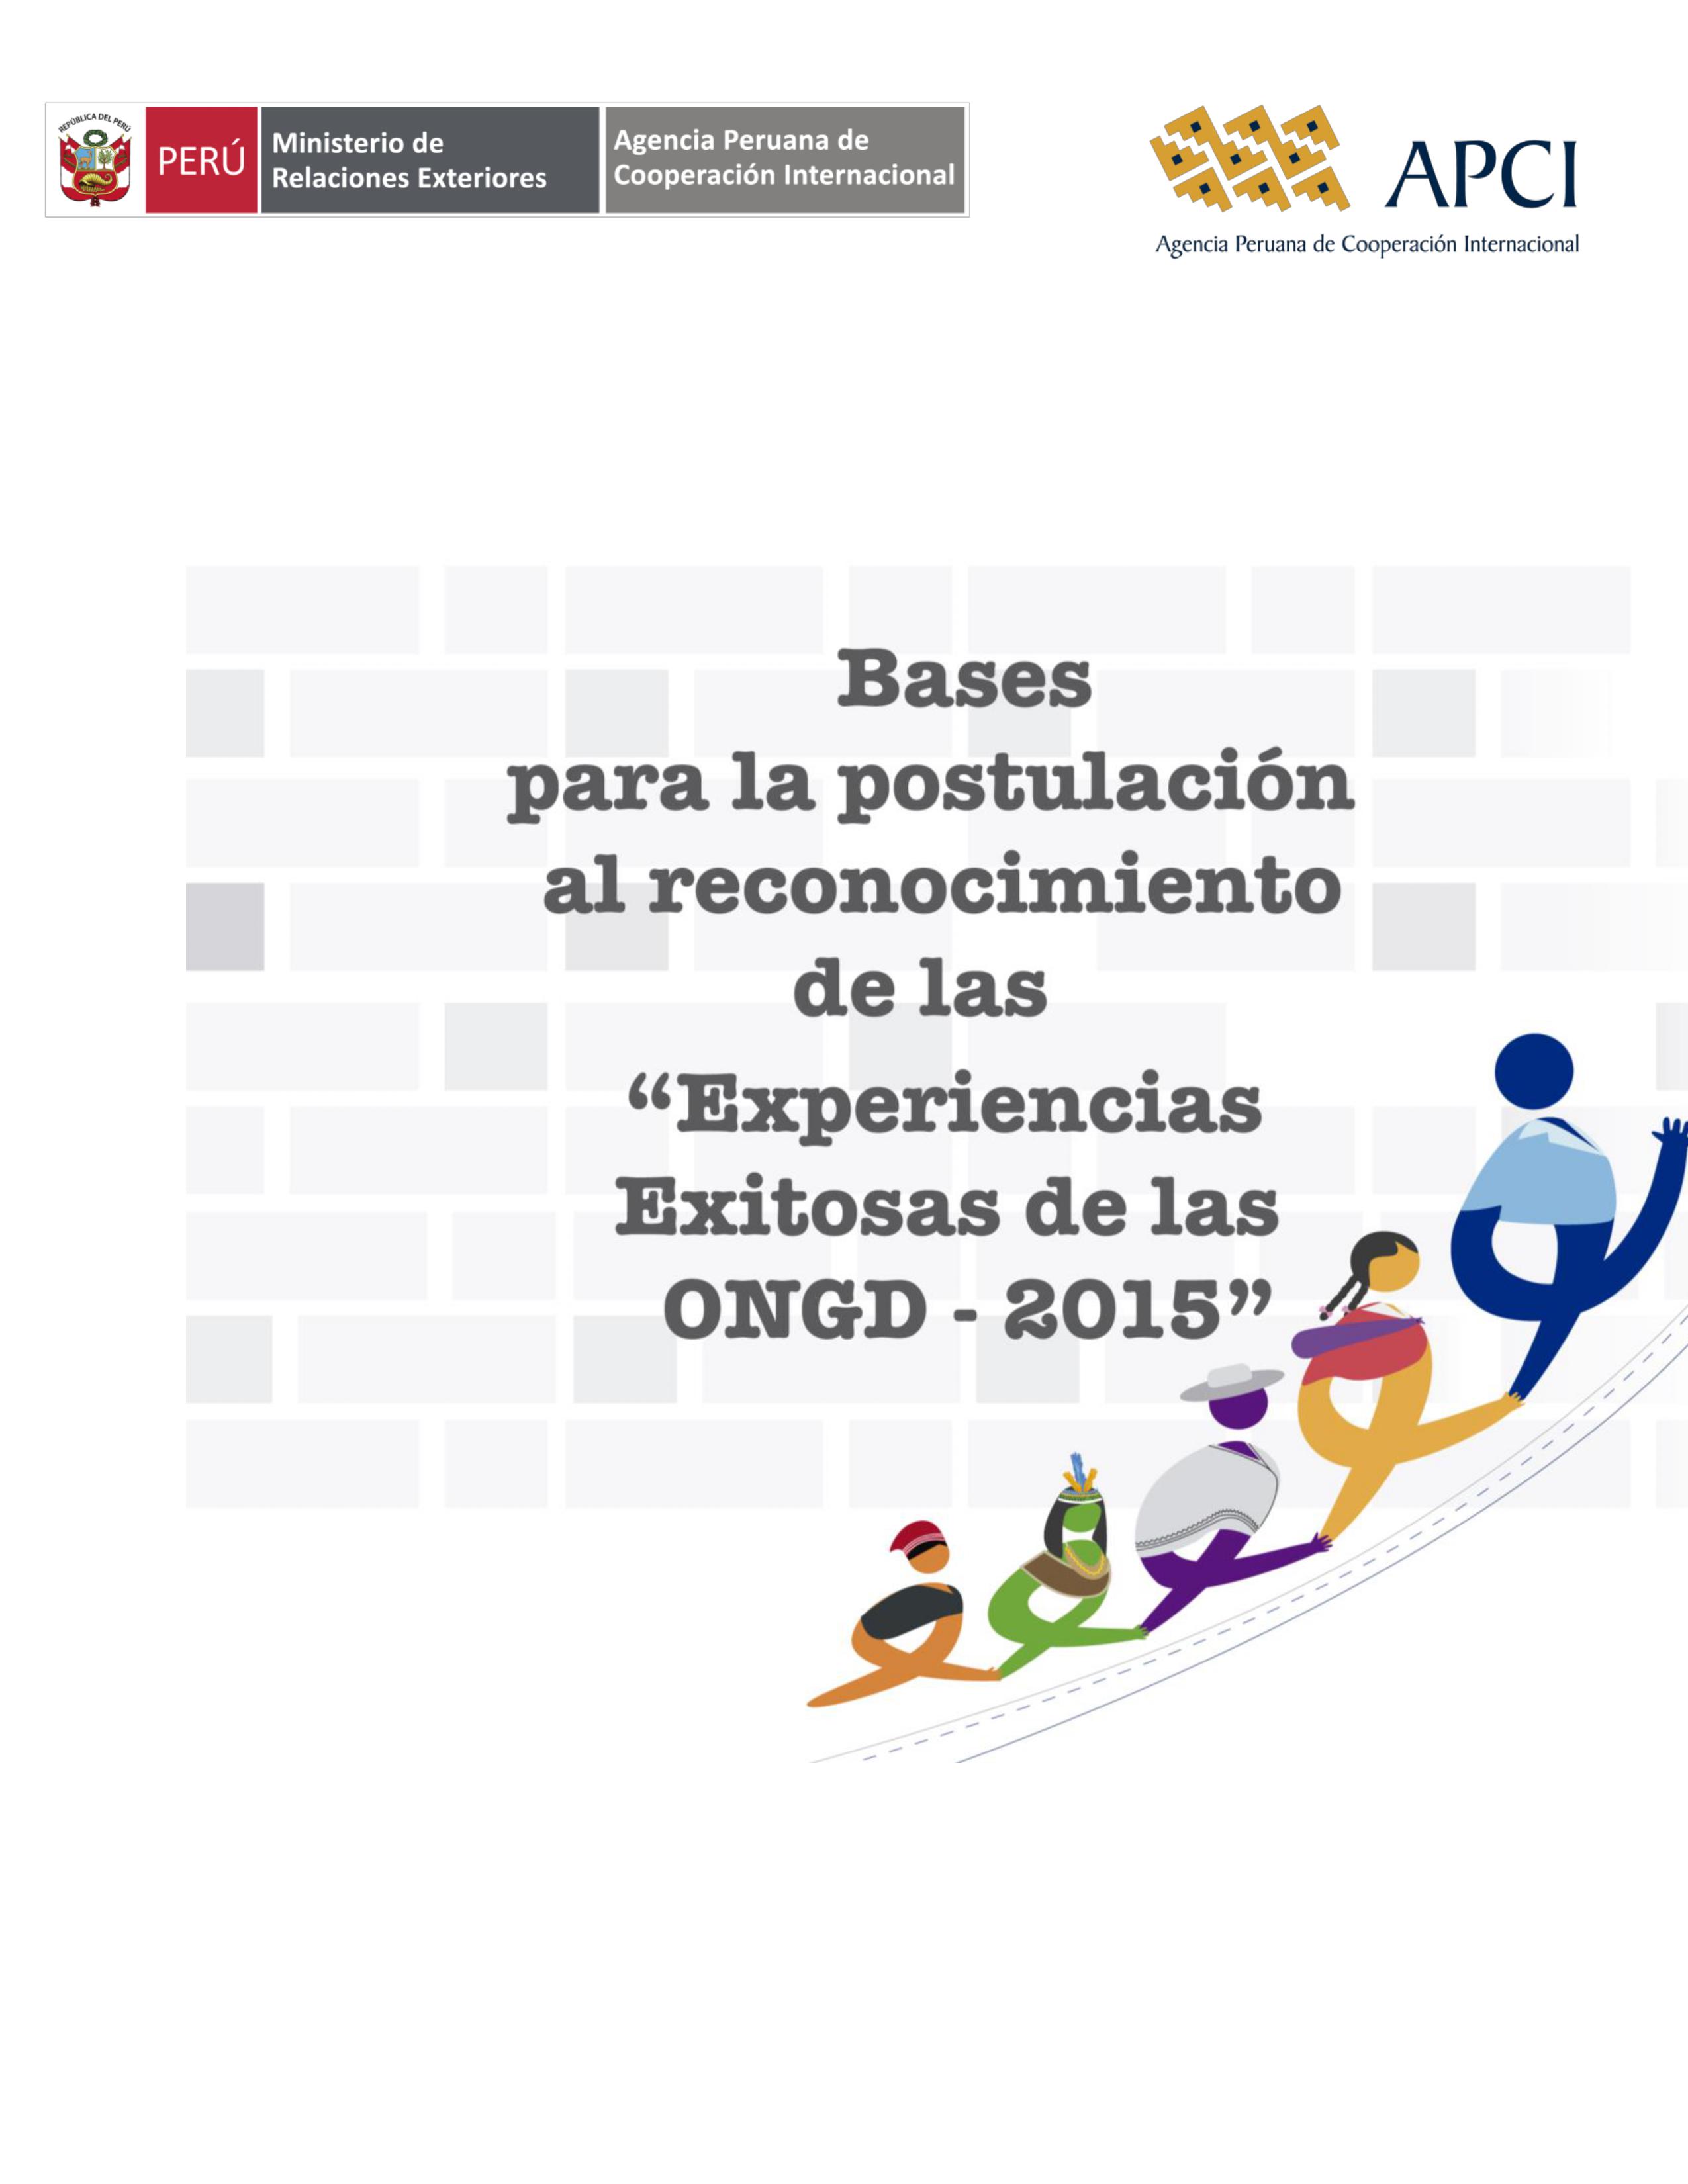 REPÚBLICA DEL PERÚ
PERÚ
Ministerio de
Relaciones Exteriores
Agencia Peruana de
Cooperación Internacional
APCI
Agencia Peruana de Cooperación Internacional
Bases
para la postulación
al reconocimiento
de las
“Experiencias
Exitosas de las
ONGD - 2015”